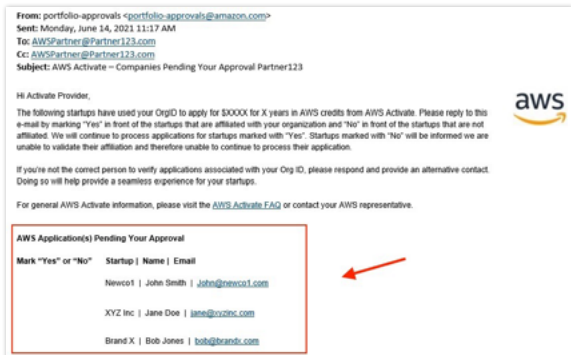 From: portfolio-approvals <portfolio-approvals@amazon.com>
Sent: Monday, June 14, 2021 11:17 AM
To: AWSPartner@Partner123.com
Cc: AWSPartner@Partner123.com
Subject: AWS Activate – Companies Pending Your Approval Partner123
Hi Activate Provider,
aws
The following startups have used your OrgID to apply for $XXXX for X years in AWS credits from AWS Activate. Please reply to this
e-mail by marking "Yes" in front of the startups that are affiliated with your organization and "No" in front of the startups that are not
affiliated. We will continue to process applications for startups marked with "Yes". Startups marked with "No" will be informed we are
unable to validate their affiliation and therefore unable to continue to process their application.
If you're not the correct person to verify applications associated with your Org ID, please respond and provide an alternative contact.
Doing so will help provide a seamless experience for your startups.
For general AWS Activate information, please visit the AWS Activate FAQ or contact your AWS representative.
AWS Application(s) Pending Your Approval
Mark "Yes" or "No" Startup | Name | Email
Newco1 | John Smith | John@newco1.com
XYZ Inc | Jane Doe | jane@xyzinc.com
Brand X | Bob Jones | bob@brandx.com